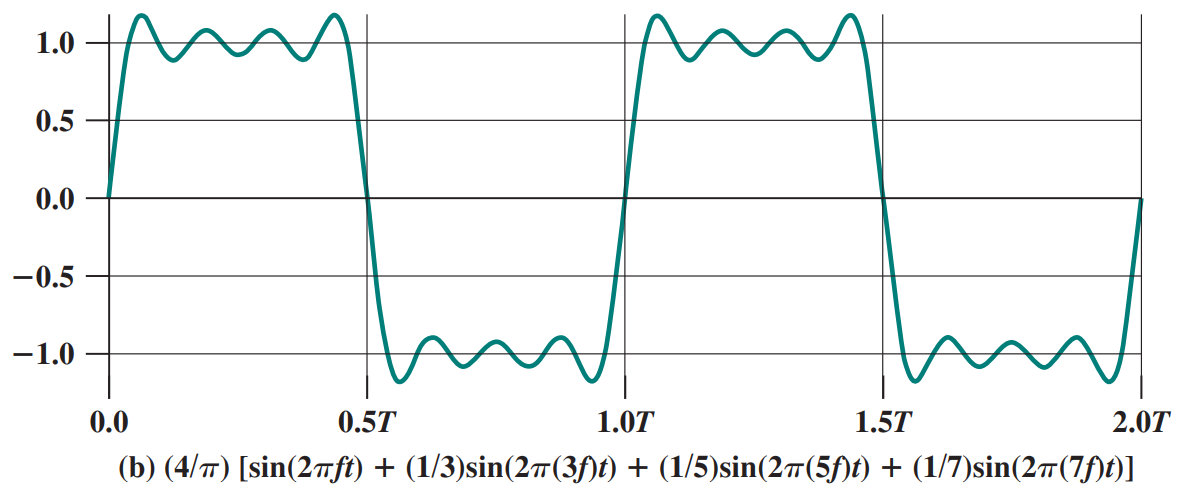 1.0
0.5
0.0
−0.5
−1.0
0.0 0.5T 1.0T 1.5T 2.0T
(b) (4/π) [sin(2πft) + (1/3)sin(2π(3f)t) + (1/5)sin(2π(5f)t) + (1/7)sin(2π(7f)t)]